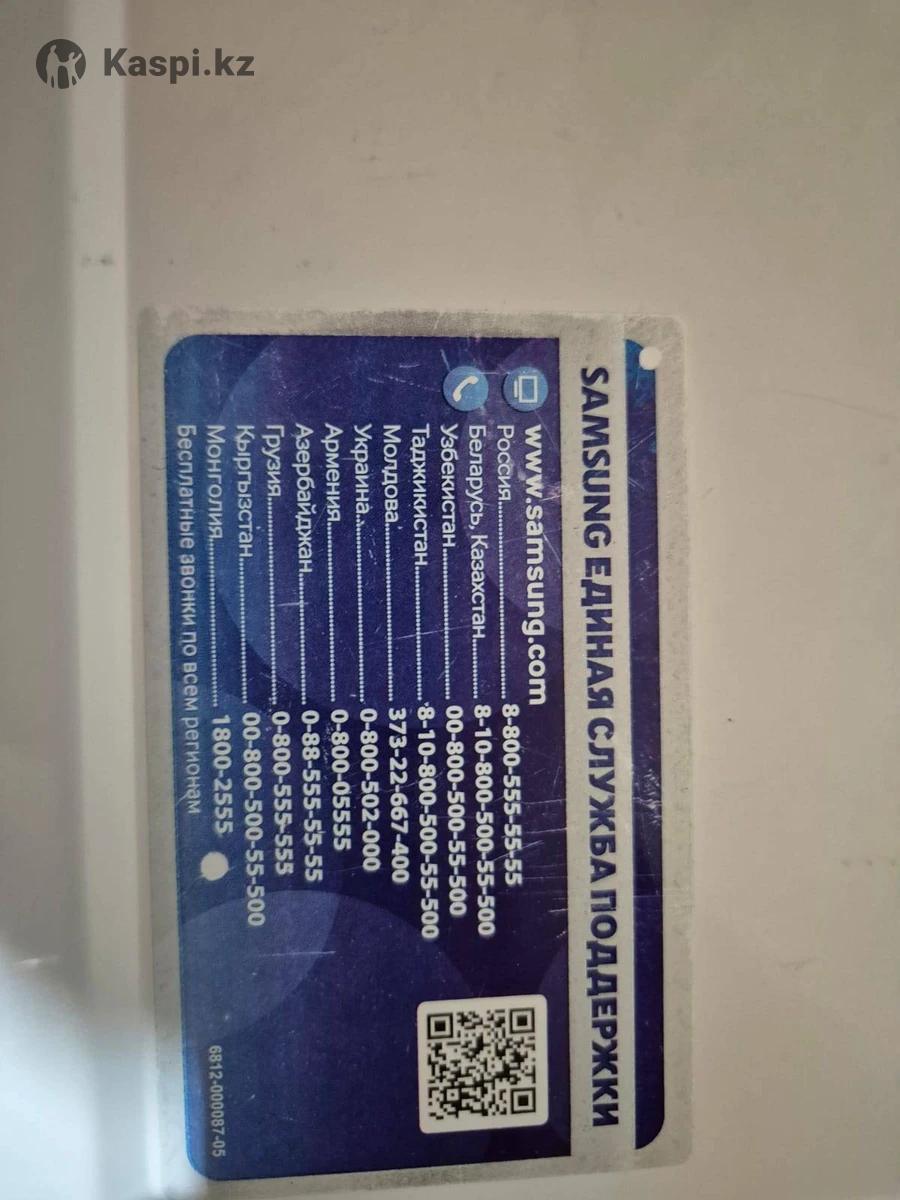 Kaspi.kz
SAMSUNG ЕДИНАЯ СЛУЖБА ПОДДЕРЖКИ
www.samsung.com
Россия........................................8-800-555-55-55
Беларусь, Казахстан........8-10-800-500-55-500
Узбекистан..............................00-800-500-55-500
Таджикистан........................8-10-800-500-55-500
Молдова...................................373-22-667-400
Украина.....................................0-800-502-000
Армения....................................0-800-05555
Азербайджан..........................0-88-555-55-55
Грузия........................................0-800-555-555
Кыргызстан..............................00-800-500-55-500
Монголия.................................1800-2555
Бесплатные звонки по всем регионам
6812-000087-05